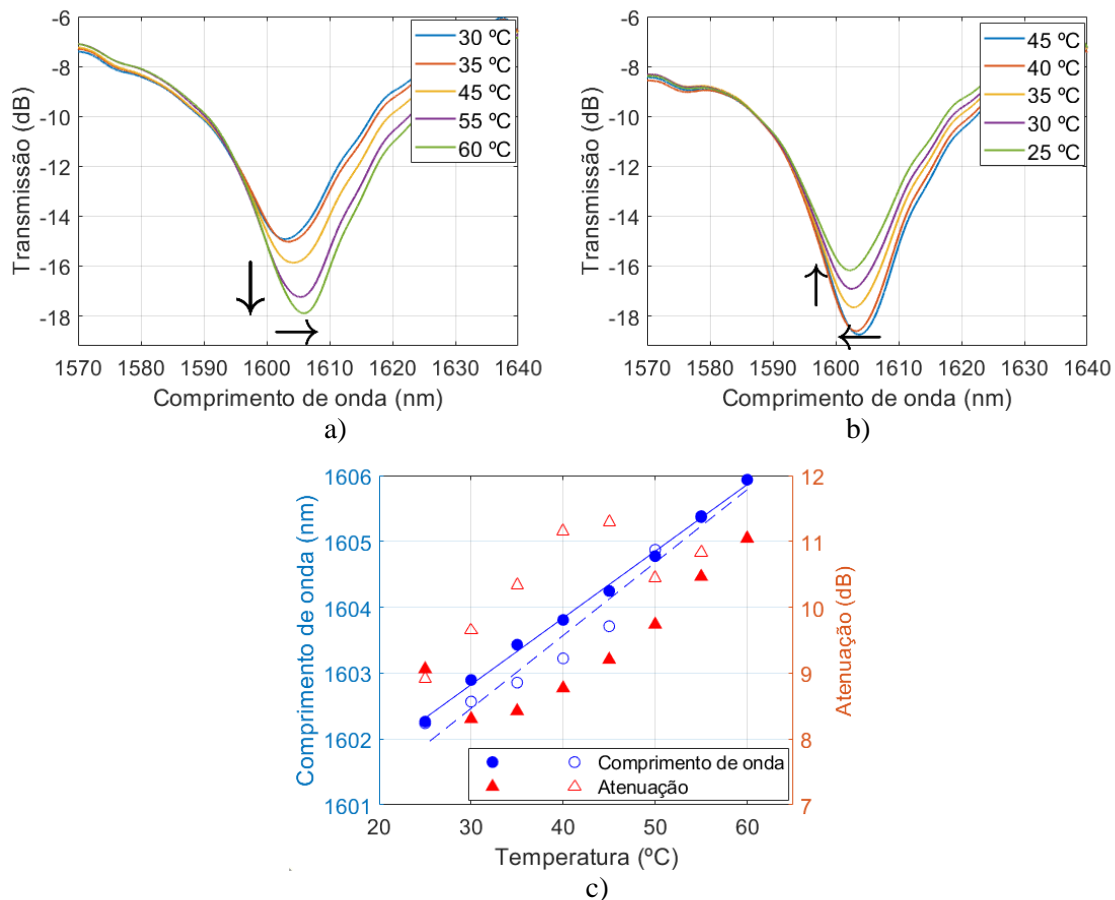 -6
-8
-10
-12
-14
-16
-18
Transmissão (dB)
30 ºC
35 ºC
45 ºC
55 ºC
60 ºC
1570 1580 1590 1600 1610 1620 1630 1640
Comprimento de onda (nm)
a)
-6
-8
-10
-12
-14
-16
-18
Transmissão (dB)
45 ºC
40 ºC
35 ºC
30 ºC
25 ºC
1570 1580 1590 1600 1610 1620 1630 1640
Comprimento de onda (nm)
b)
1606
1605
1604
1603
1602
1601
Comprimento de onda (nm)
12
11
10
9
8
7
Atenuação (dB)
Comprimento de onda
Atenuação
20 30 40 50 60
Temperatura (ºC)
c)